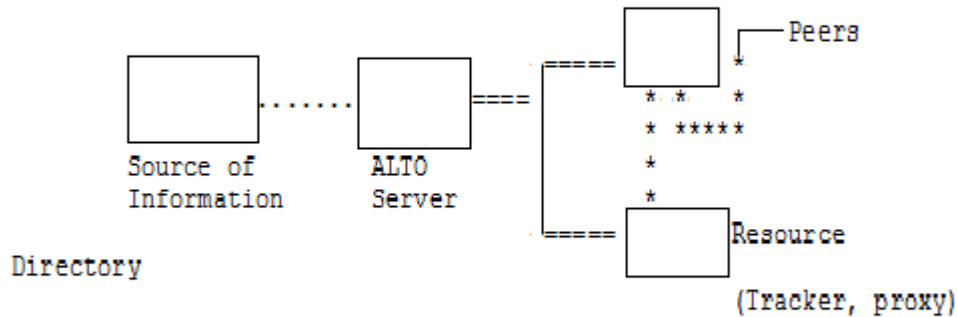 Peers
Source of
Information
ALTO
Server
Resource
Directory
(Tracker, proxy)